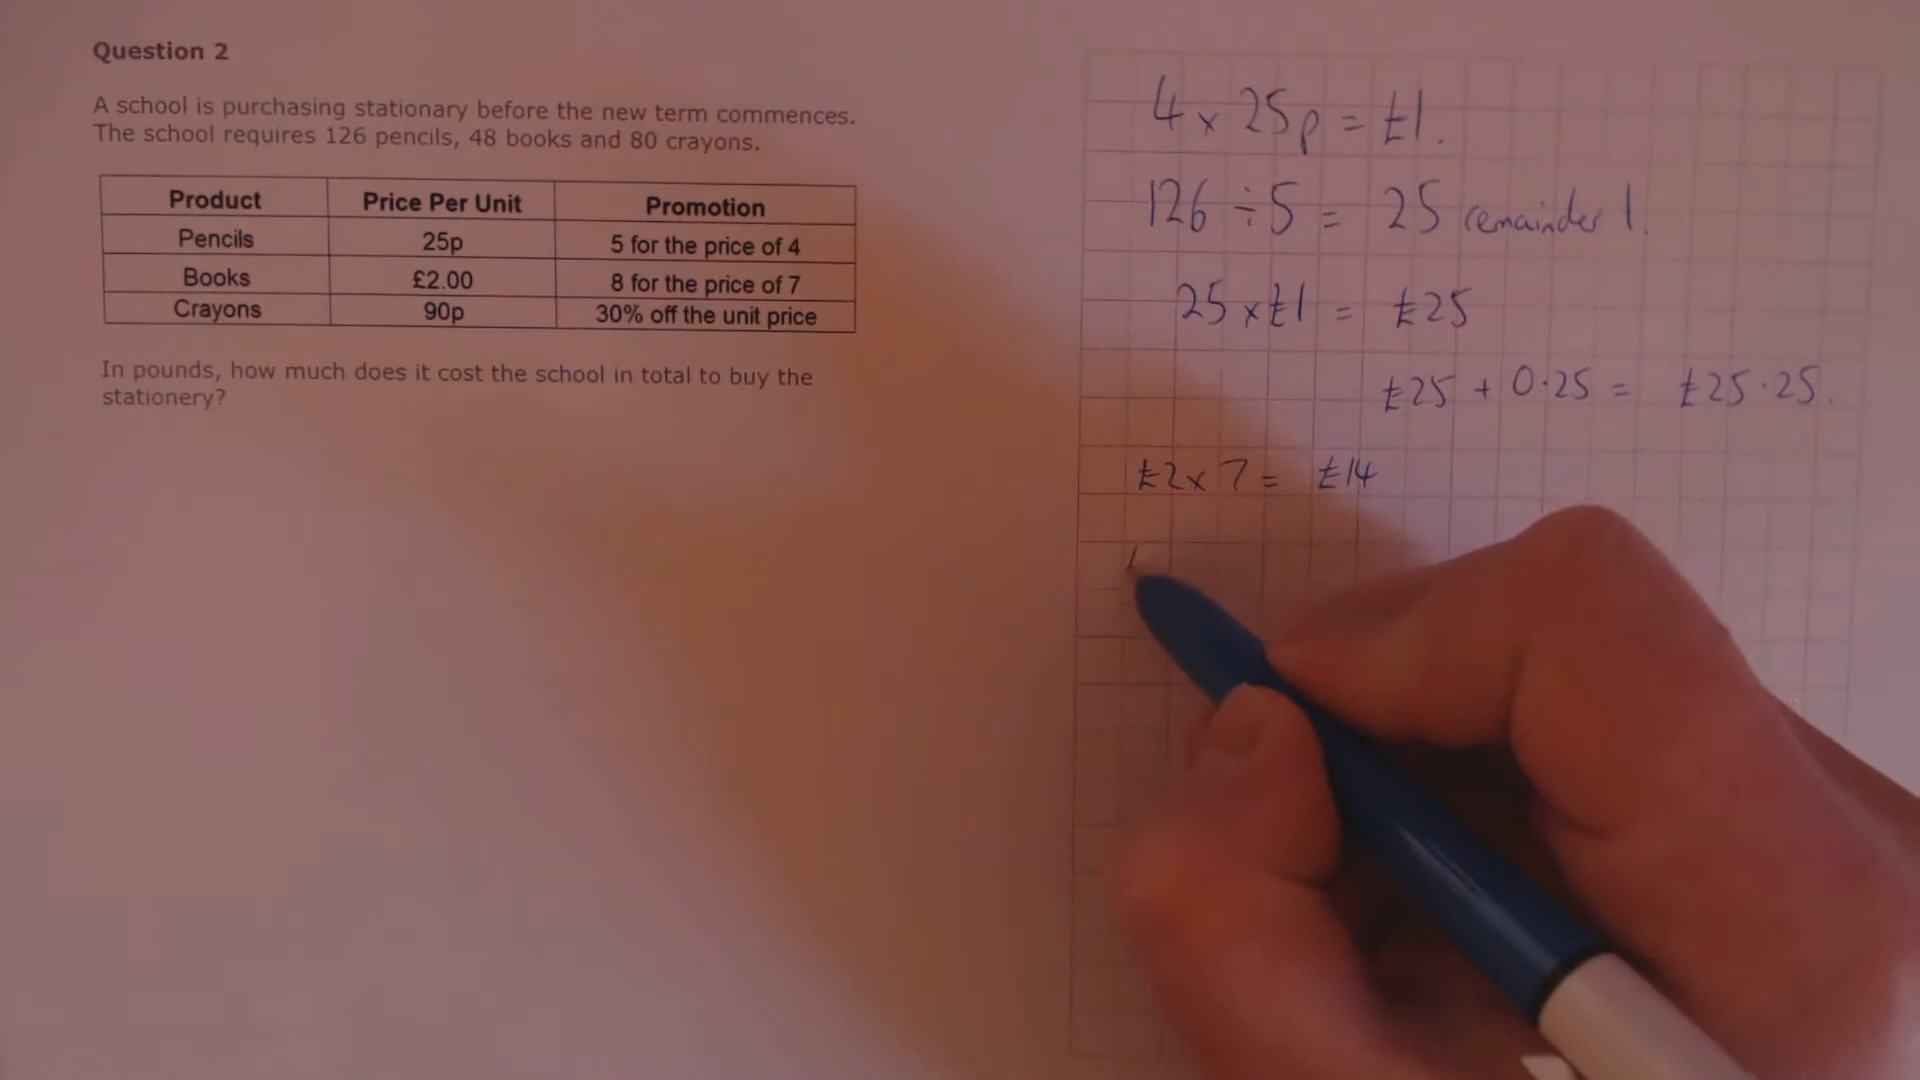 Question 2
A school is purchasing stationary before the new term commences.
The school requires 126 pencils, 48 books and 80 crayons.
Product Price Per Unit Promotion
Pencils 25p 5 for the price of 4
Books £2.00 8 for the price of 7
Crayons 90p 30% off the unit price
In pounds, how much does it cost the school in total to buy the
stationery?
4 x 25p = £1.
126 ÷ 5 = 25 remainder 1.
25 x £1 = £25
£25 + 0·25 = £25·25.
£2 x 7 = £14